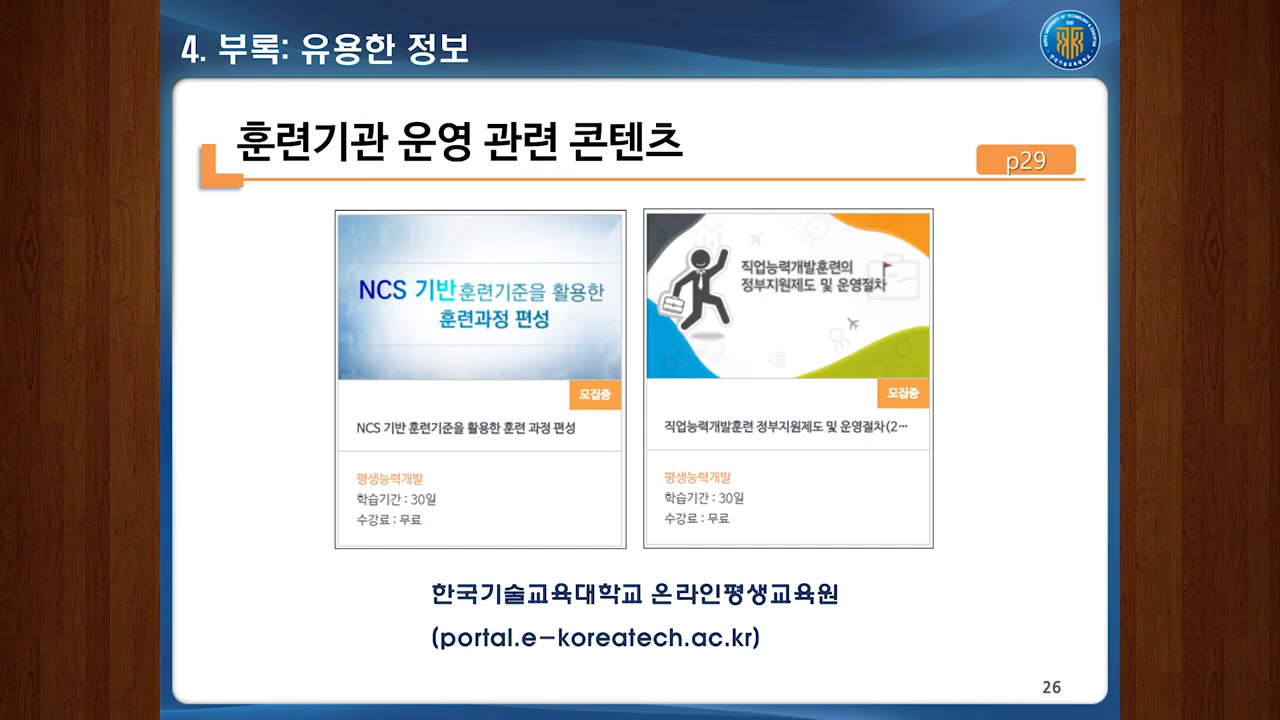 4. 부록: 유용한 정보
훈련기관 운영 관련 콘텐츠
p29
NCS 기반 훈련기준을 활용한
훈련과정 편성
모집중
NCS 기반 훈련기준을 활용한 훈련 과정 편성
평생능력개발
학습기간 : 30일
수강료 : 무료
직업능력개발훈련의
정부지원제도 및 운영절차
모집중
직업능력개발훈련 정부지원제도 및 운영절차(2…
평생능력개발
학습기간 : 30일
수강료 : 무료
한국기술교육대학교 온라인평생교육원
(portal.e-koreatech.ac.kr)
26